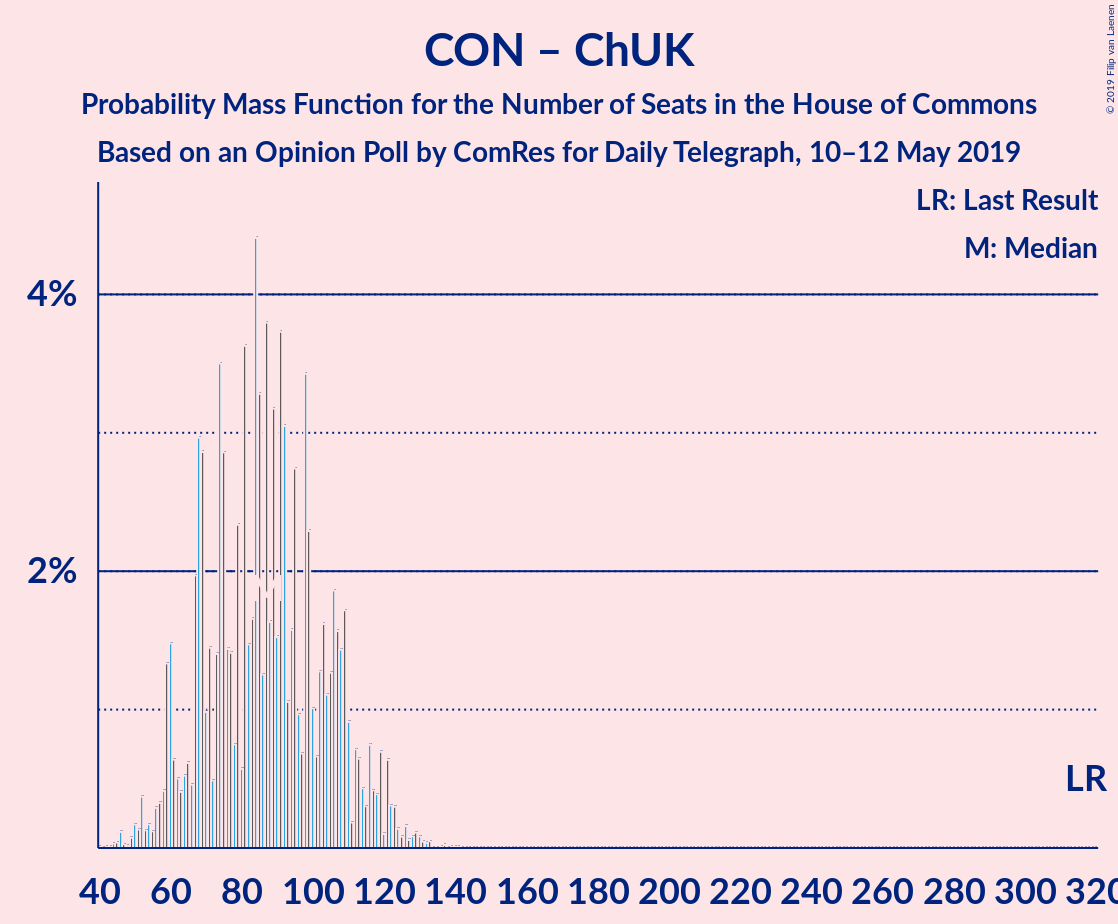 CON – ChUK
Probability Mass Function for the Number of Seats in the House of Commons
Based on an Opinion Poll by ComRes for Daily Telegraph, 10–12 May 2019
© 2019 Filip van Laenen
LR: Last Result
M: Median
4%
2%
LR
40 60 80 100 120 140 160 180 200 220 240 260 280 300 320